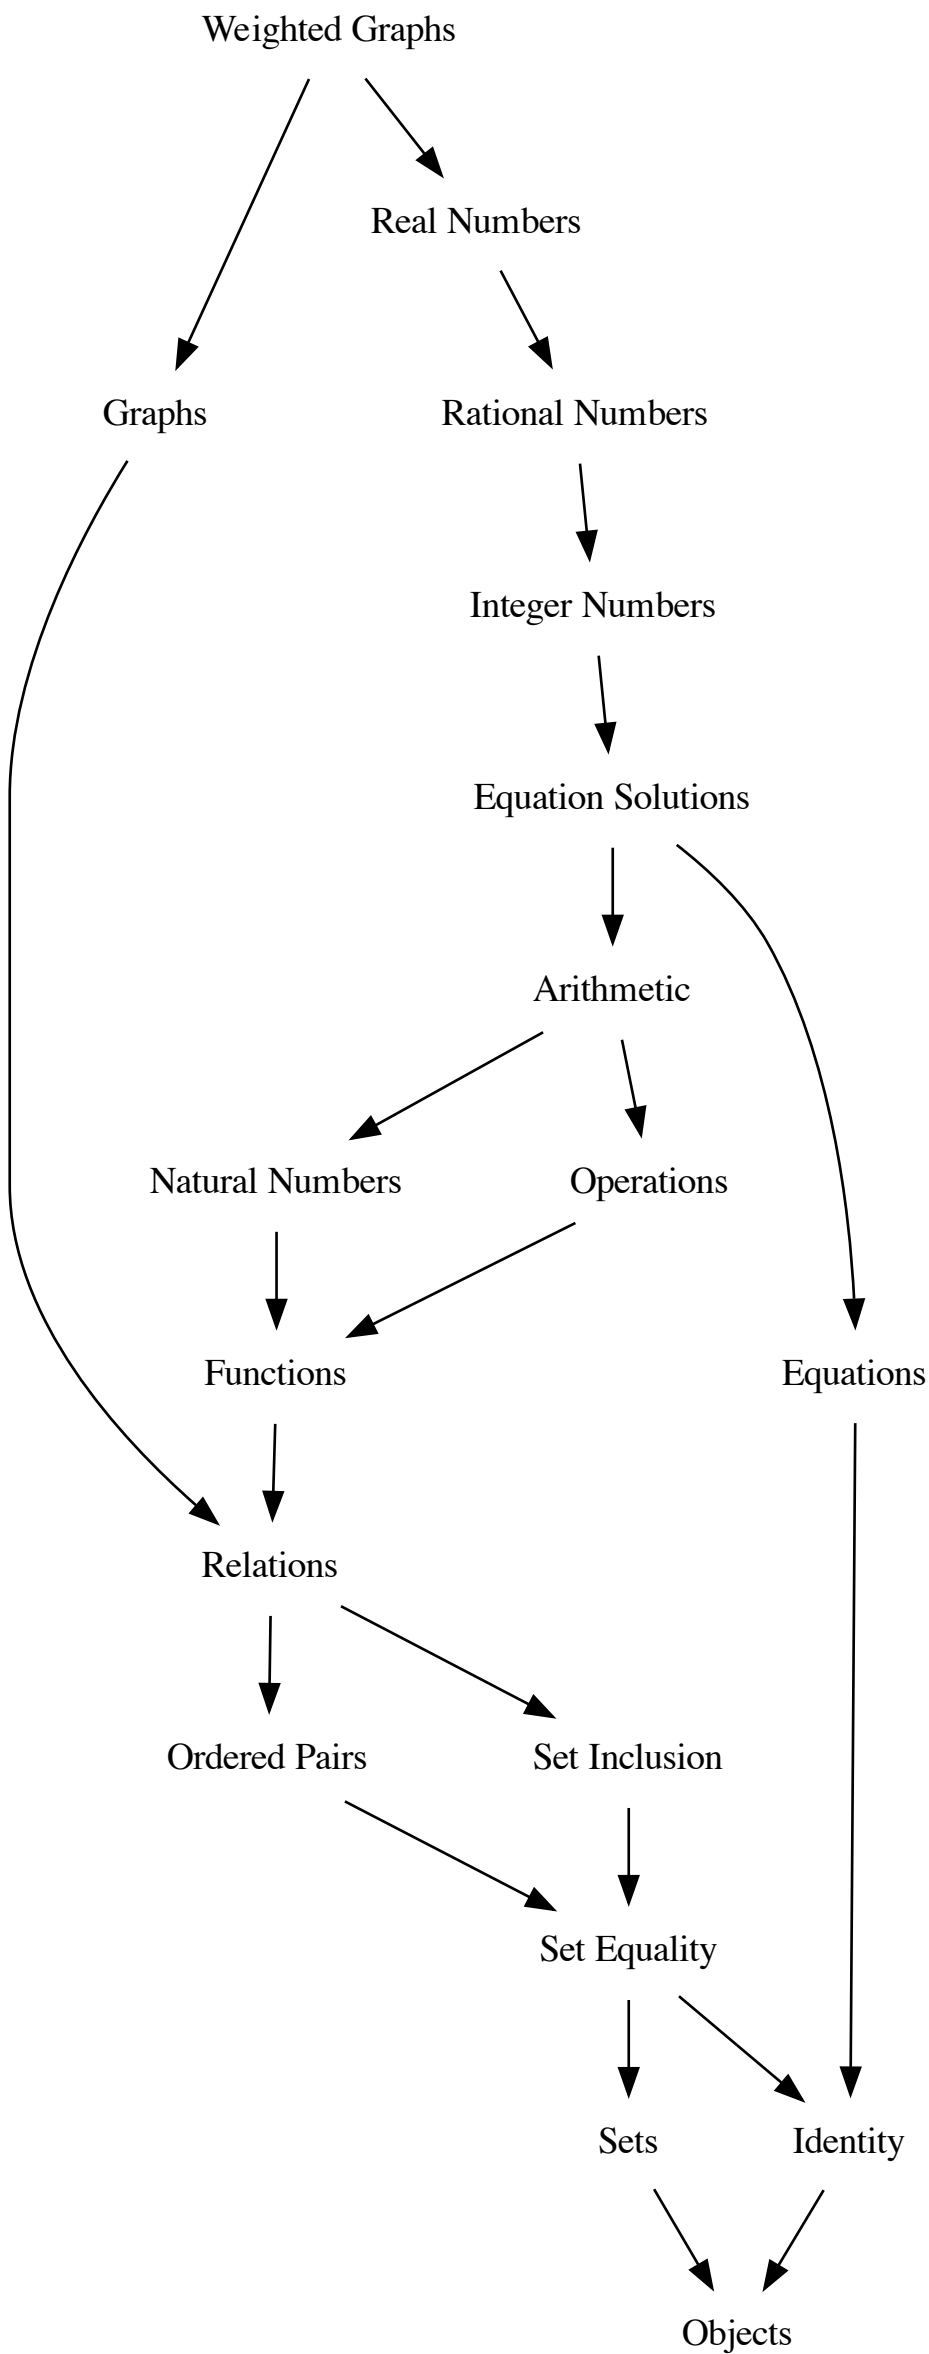 Weighted Graphs
Real Numbers
Graphs
Rational Numbers
Integer Numbers
Equation Solutions
Arithmetic
Natural Numbers
Operations
Functions
Equations
Relations
Ordered Pairs
Set Inclusion
Set Equality
Sets
Identity
Objects